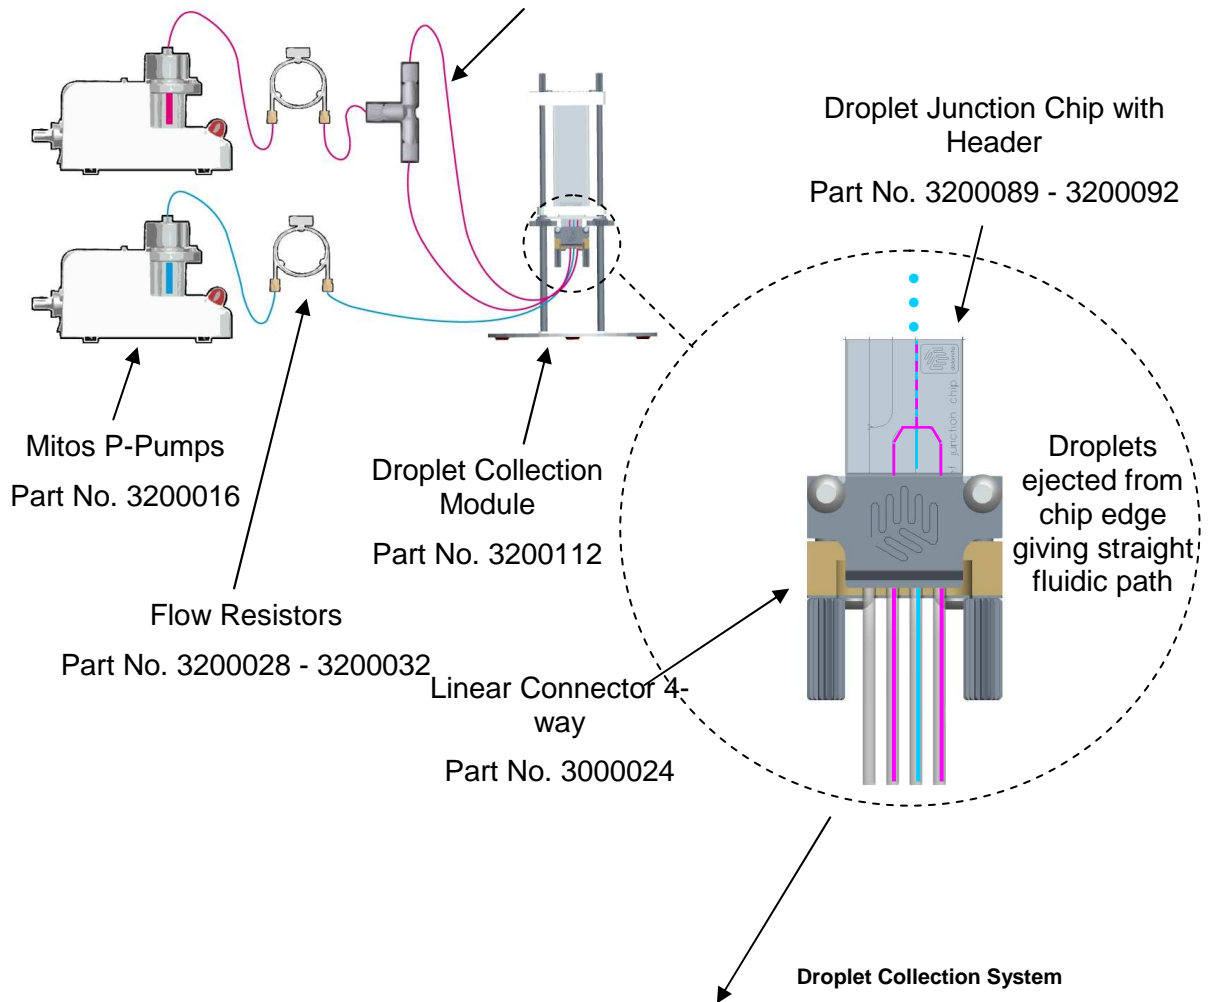 Droplet Junction Chip with
Header
Part No. 3200089 - 3200092
Mitos P-Pumps
Part No. 3200016
Droplet Collection
Module
Part No. 3200112
Droplets
ejected from
chip edge
giving straight
fluidic path
Flow Resistors
Part No. 3200028 - 3200032
Linear Connector 4-
way
Part No. 3000024
junction chip
Droplet Collection System